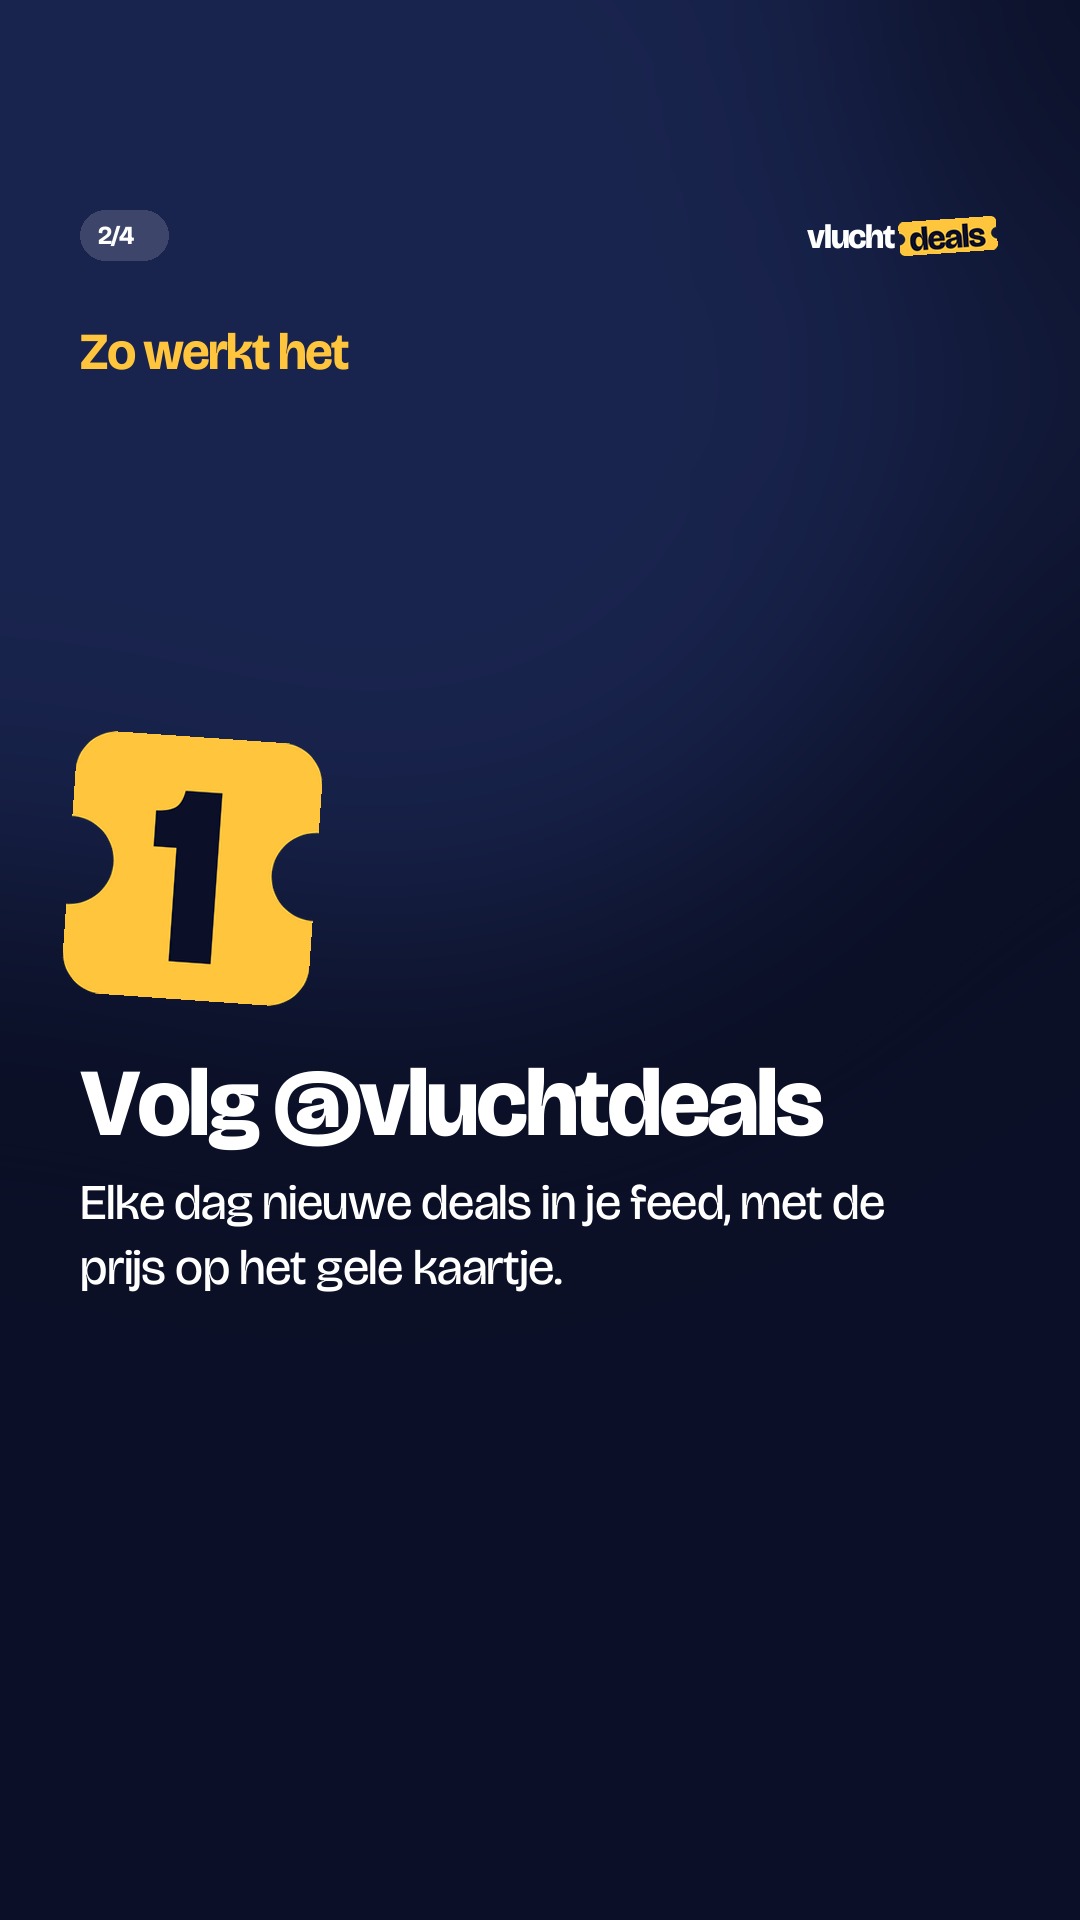 2/4
vlucht deals
Zo werkt het
1
Volg @vluchtdeals
Elke dag nieuwe deals in je feed, met de
prijs op het gele kaartje.